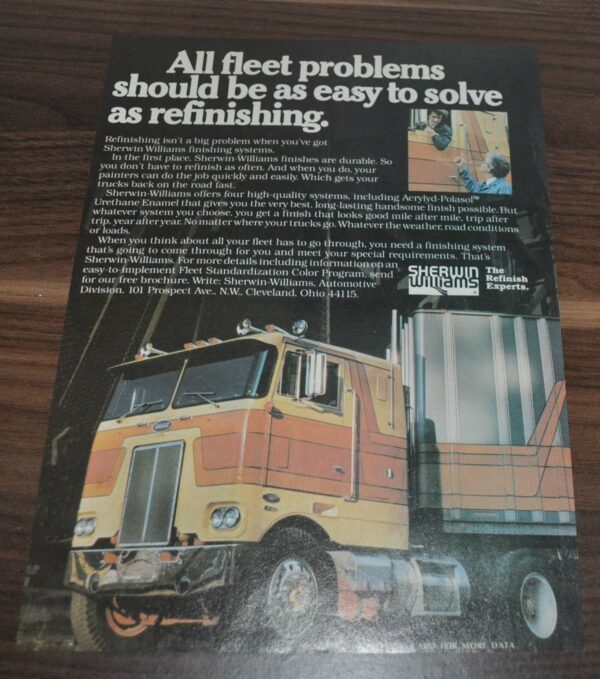 All fleet problems
should be as easy to solve
as refinishing.
Refinishing isn't a big problem when you've got
Sherwin Williams finishing systems.
In the first place, Sherwin-Williams finishes are durable. So
you don't have to refinish as often. And when you do, your
painters can do the job quickly and easily. Which gets your
trucks back on the road fast.
Sherwin-Williams offers four high-quality systems, including Acrylyd-Polasol™
Urethane Enamel that gives you the very best, long-lasting handsome finish possible. But
whatever system you choose, you get a finish that looks good mile after mile, trip after
trip, year after year. No matter where your trucks go. Whatever the weather, road conditions
or loads.
When you think about all your fleet has to go through, you need a finishing system
that's going to come through for you and meet your special requirements. That's
Sherwin-Williams. For more details including information on an
easy-to-implement Fleet Standardization Color Program, send
for our free brochure. Write: Sherwin-Williams, Automotive
Division, 101 Prospect Ave., N.W., Cleveland, Ohio 44115.
SHERWIN
WILLIAMS
The
Refinish
Experts.
FOR MORE DATA